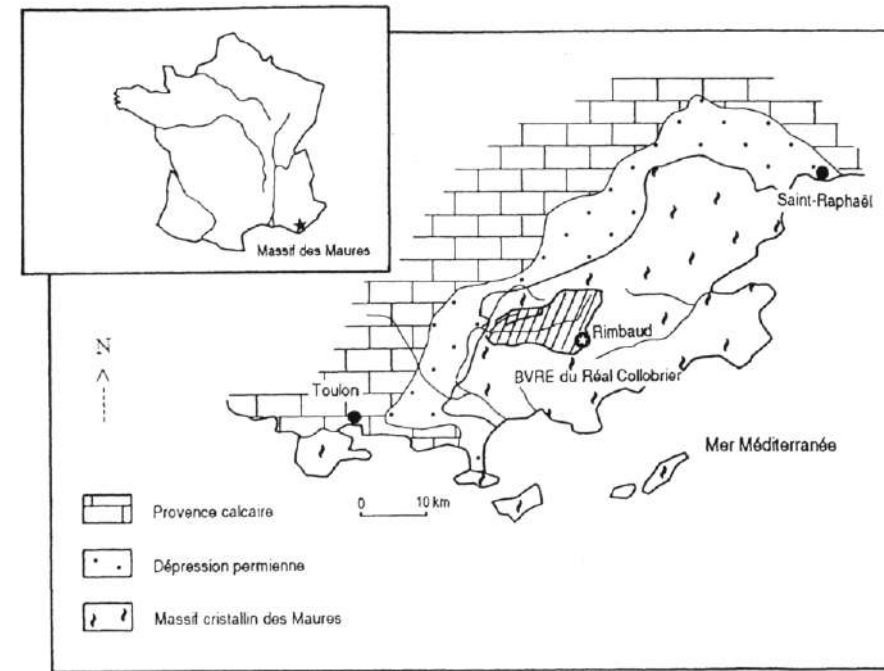 Massif des Maures
Saint-Raphaël
Rimbaud
N
BVRE du Réal Collobrier
Toulon
Mer Méditerranée
0 10 km
Provence calcaire
Dépression permienne
Massif cristallin des Maures